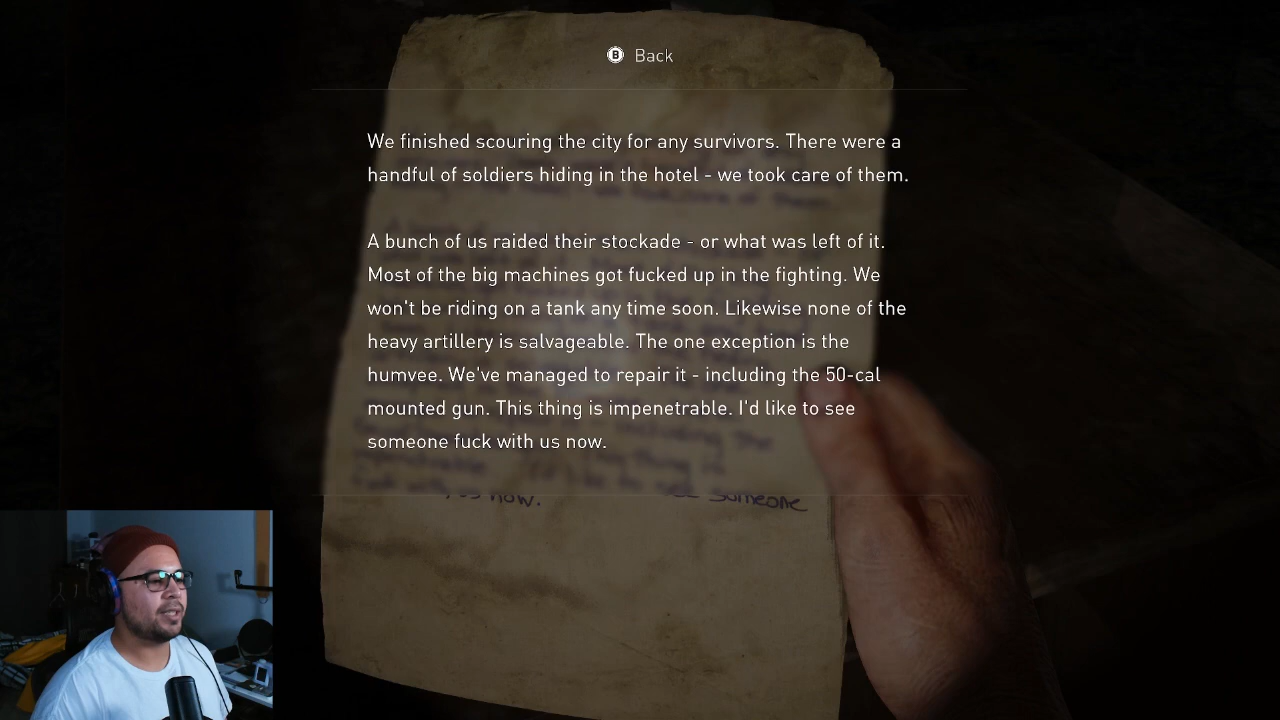 B Back
We finished scouring the city for any survivors. There were a
handful of soldiers hiding in the hotel - we took care of them.
A bunch of us raided their stockade - or what was left of it.
Most of the big machines got fucked up in the fighting. We
won't be riding on a tank any time soon. Likewise none of the
heavy artillery is salvageable. The one exception is the
humvee. We've managed to repair it - including the 50-cal
mounted gun. This thing is impenetrable. I'd like to see
someone fuck with us now.
us now. see someone